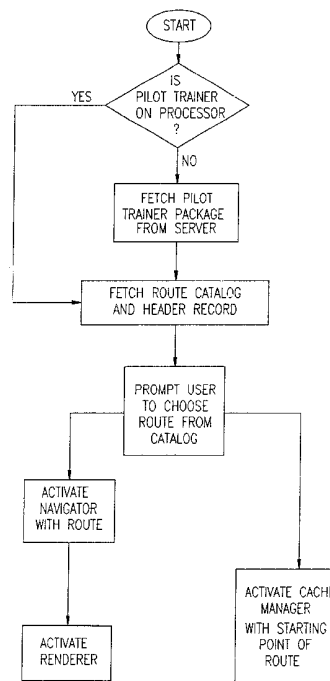 START
IS
PILOT TRAINER
ON PROCESSOR
?
YES
NO
FETCH PILOT
TRAINER PACKAGE
FROM SERVER
FETCH ROUTE CATALOG
AND HEADER RECORD
PROMPT USER
TO CHOOSE
ROUTE FROM
CATALOG
ACTIVATE
NAVIGATOR
WITH ROUTE
ACTIVATE
RENDERER
ACTIVATE CACHE
MANAGER
WITH STARTING
POINT OF
ROUTE